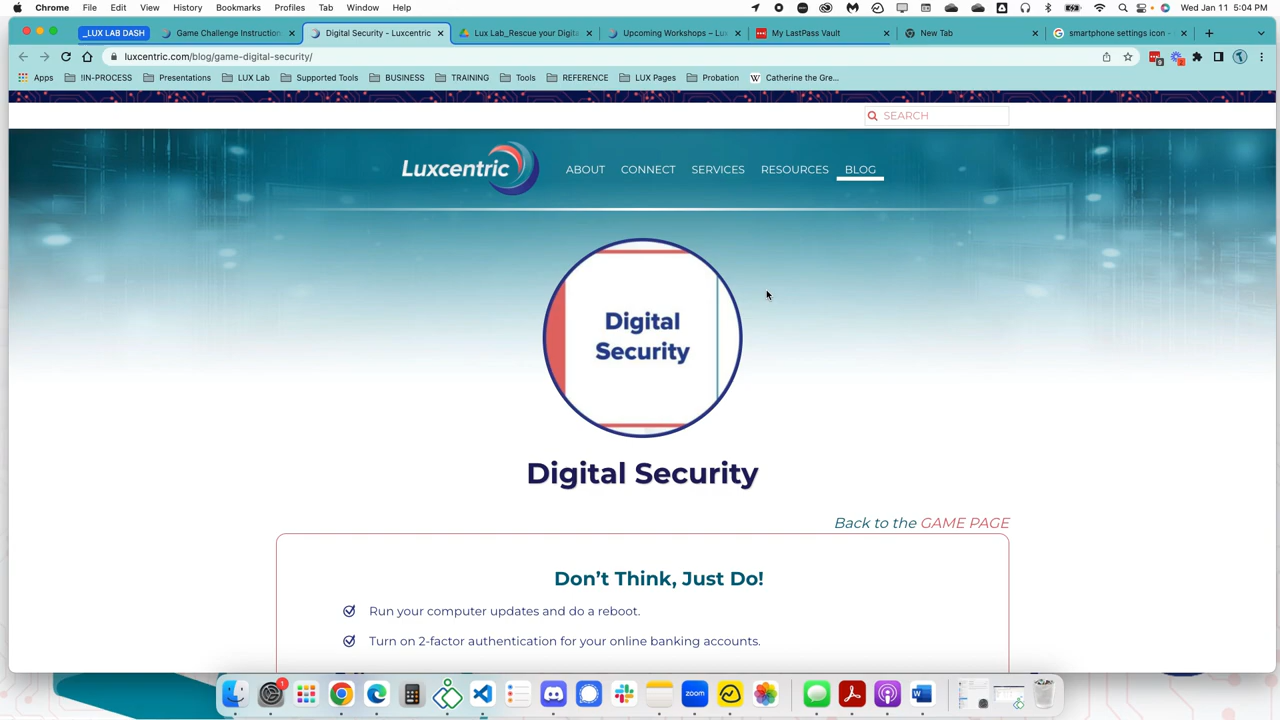 Chrome File Edit View History Bookmarks Profiles Tab Window Help Wed Jan 11 5:04 PM
_LUX LAB DASH Game Challenge Instruction Digital Security - Luxcentric Lux Lab_Rescue your Digita Upcoming Workshops – Lux My LastPass Vault New Tab smartphone settings icon -
luxcentric.com/blog/game-digital-security/
Apps !IN-PROCESS Presentations LUX Lab Supported Tools BUSINESS TRAINING Tools REFERENCE LUX Pages Probation Catherine the Gre...
SEARCH
Luxcentric ABOUT CONNECT SERVICES RESOURCES BLOG
Digital
Security
Digital Security
Back to the GAME PAGE
Don’t Think, Just Do!
Run your computer updates and do a reboot.
Turn on 2-factor authentication for your online banking accounts.
1
zoom